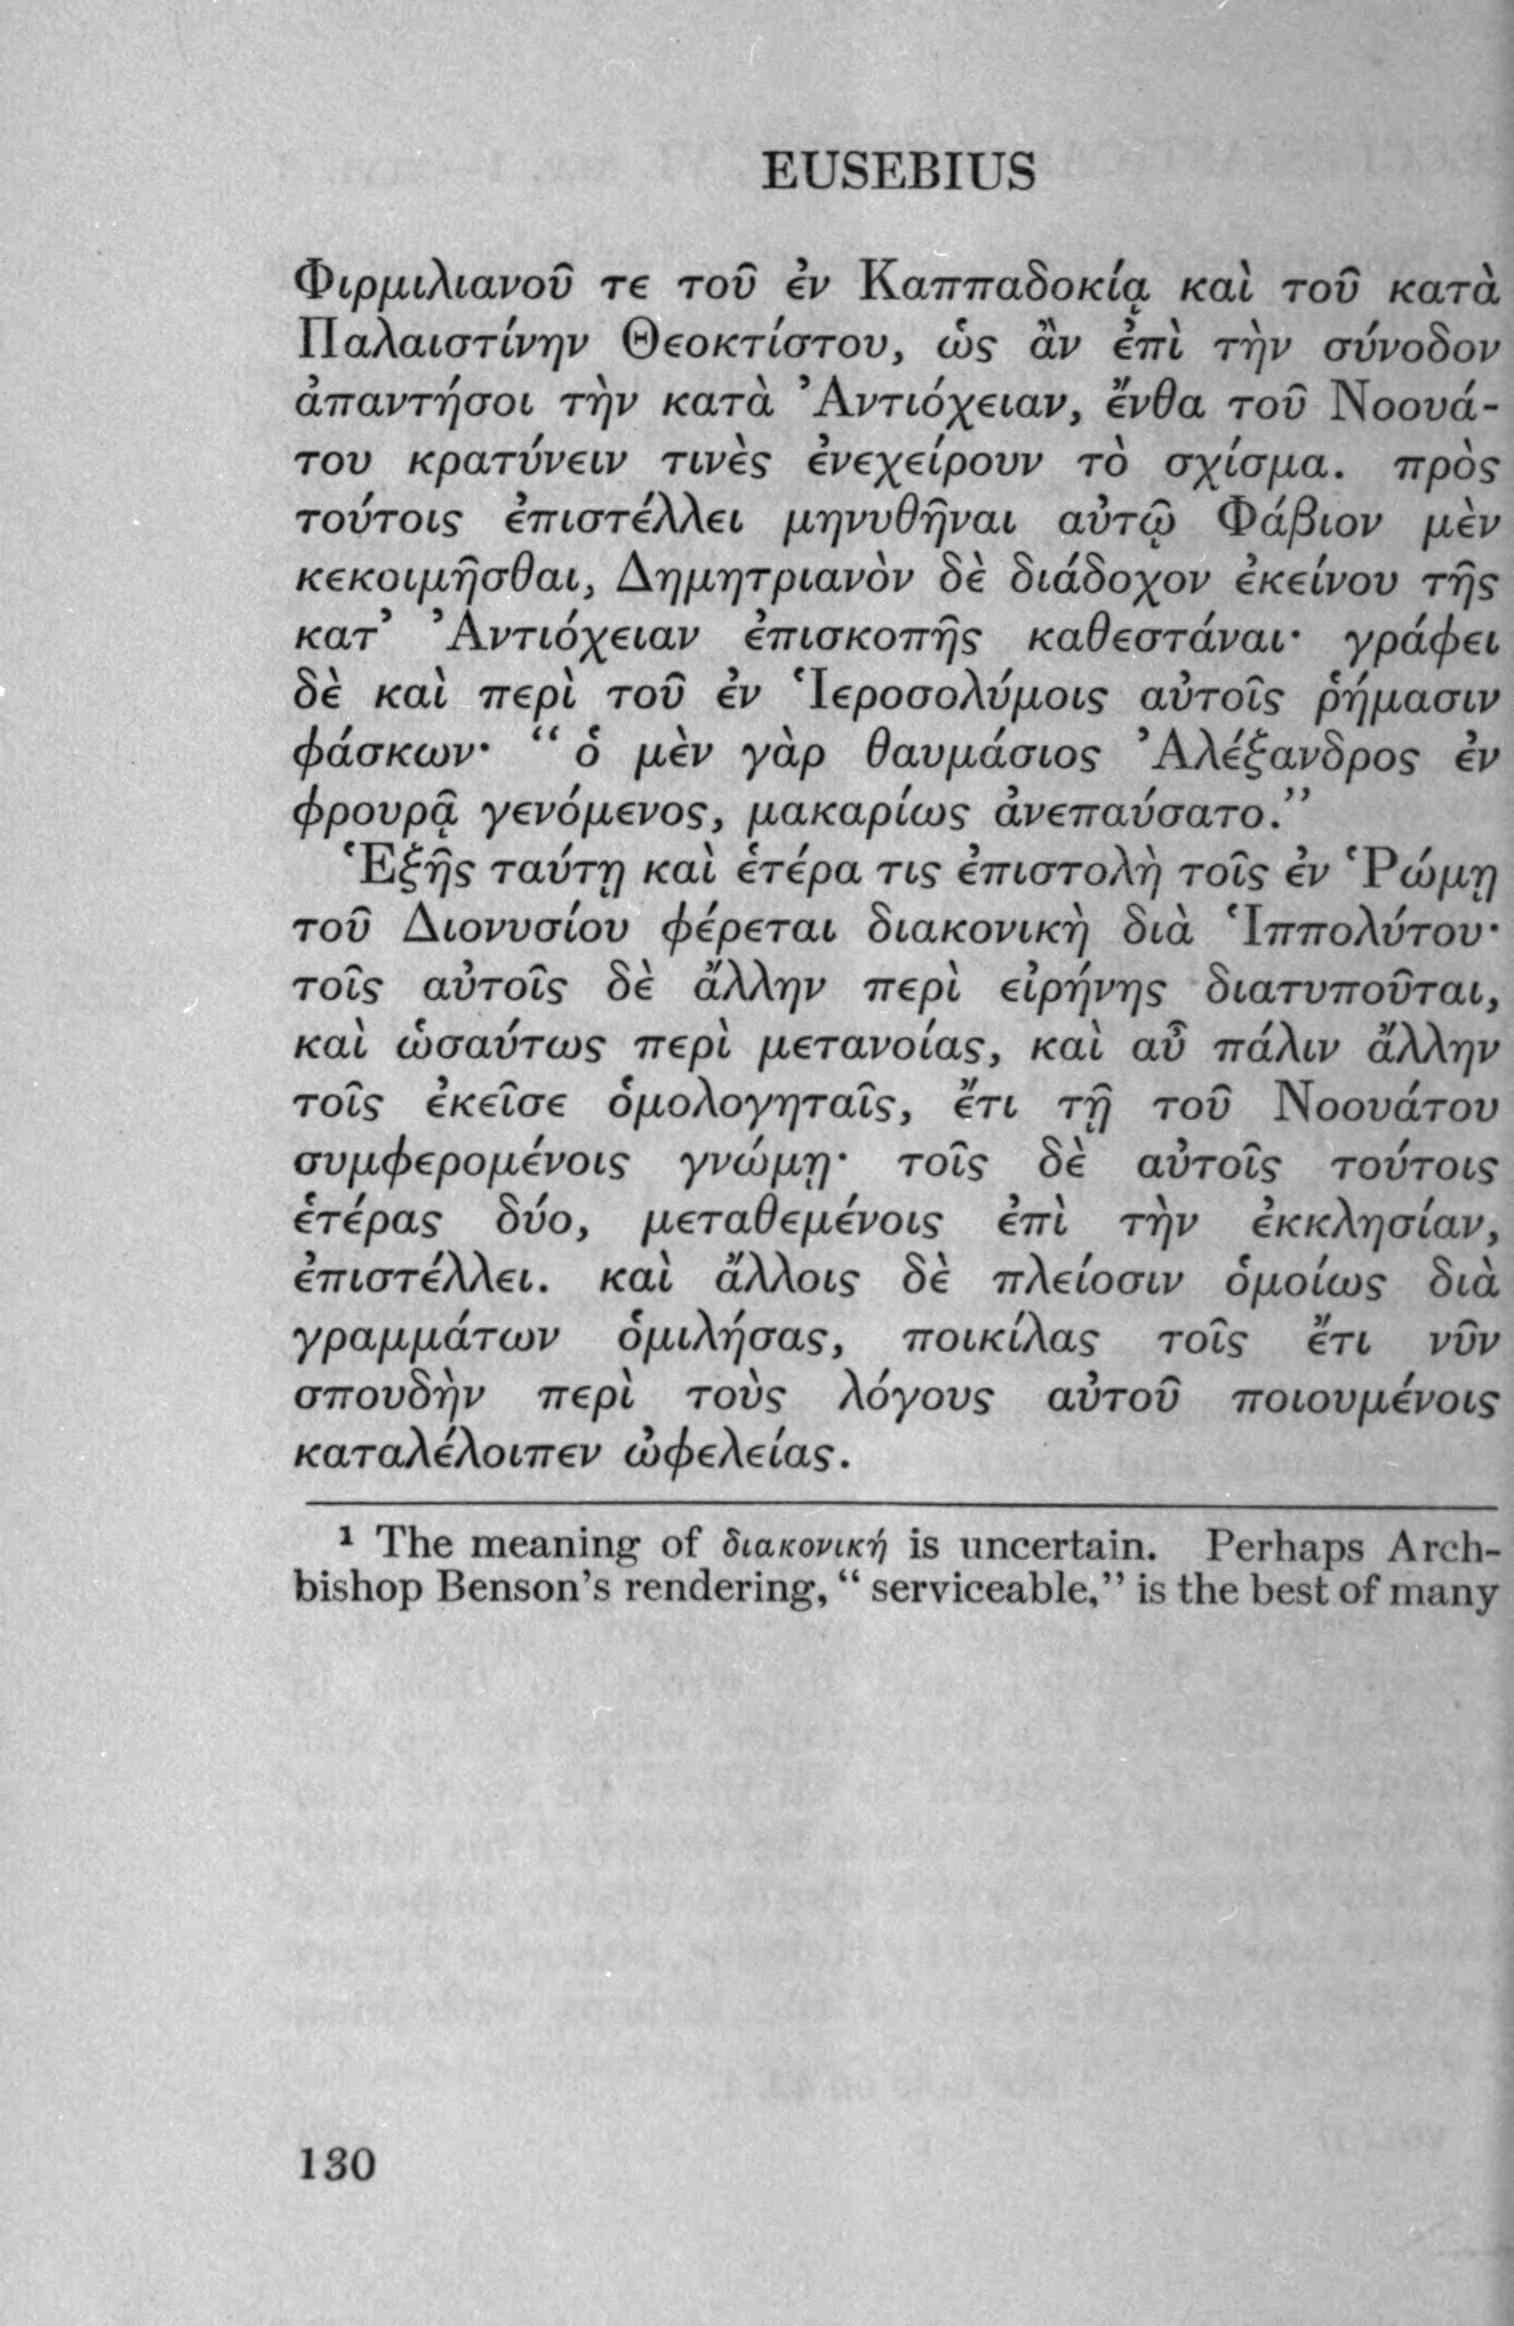 EUSEBIUS
Φιρμιλιανοῦ τε τοῦ ἐν Καππαδοκίᾳ καὶ τοῦ κατὰ
Παλαιστίνην Θεοκτίστου, ὡς ἂν ἐπὶ τὴν σύνοδον
ἀπαντήσοι τὴν κατὰ Ἀντιόχειαν, ἔνθα τοῦ Νοουά-
του κρατύνειν τινὲς ἐνεχείρουν τὸ σχίσμα. πρὸς
τούτοις ἐπιστέλλει μηνυθῆναι αὐτῷ Φάβιον μὲν
κεκοιμῆσθαι, Δημητριανὸν δὲ διάδοχον ἐκείνου τῆς
κατ’ Ἀντιόχειαν ἐπισκοπῆς καθεστάναι· γράφει
δὲ καὶ περὶ τοῦ ἐν Ἱεροσολύμοις αὐτοῖς ῥήμασιν
φάσκων· “ ὁ μὲν γὰρ θαυμάσιος Ἀλέξανδρος ἐν
φρουρᾷ γενόμενος, μακαρίως ἀνεπαύσατο.”
Ἑξῆς ταύτῃ καὶ ἑτέρα τις ἐπιστολὴ τοῖς ἐν Ῥώμῃ
τοῦ Διονυσίου φέρεται διακονικὴ διὰ Ἱππολύτου·
τοῖς αὐτοῖς δὲ ἄλλην περὶ εἰρήνης διατυποῦται,
καὶ ὡσαύτως περὶ μετανοίας, καὶ αὖ πάλιν ἄλλην
τοῖς ἐκεῖσε ὁμολογηταῖς, ἔτι τῇ τοῦ Νοουάτου
συμφερομένοις γνώμῃ· τοῖς δὲ αὐτοῖς τούτοις
ἑτέρας δύο, μεταθεμένοις ἐπὶ τὴν ἐκκλησίαν,
ἐπιστέλλει. καὶ ἄλλοις δὲ πλείοσιν ὁμοίως διὰ
γραμμάτων ὁμιλήσας, ποικίλας τοῖς ἔτι νῦν
σπουδὴν περὶ τοὺς λόγους αὐτοῦ ποιουμένοις
καταλέλοιπεν ὠφελείας.
¹ The meaning of διακονική is uncertain. Perhaps Arch-
bishop Benson’s rendering, “ serviceable,” is the best of many
130